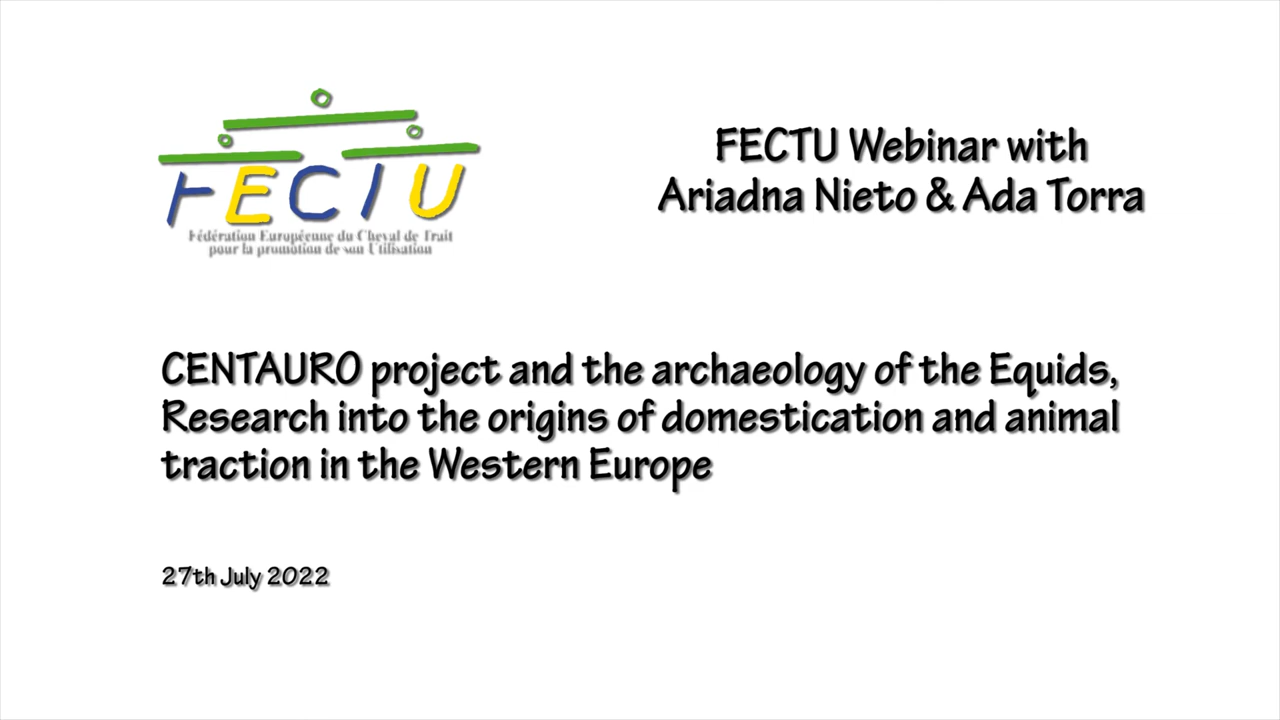 FECTU
Fédération Européenne du Cheval de Trait
pour la promotion de son Utilisation
FECTU Webinar with
Ariadna Nieto & Ada Torra
CENTAURO project and the archaeology of the Equids,
Research into the origins of domestication and animal
traction in the Western Europe
27th July 2022